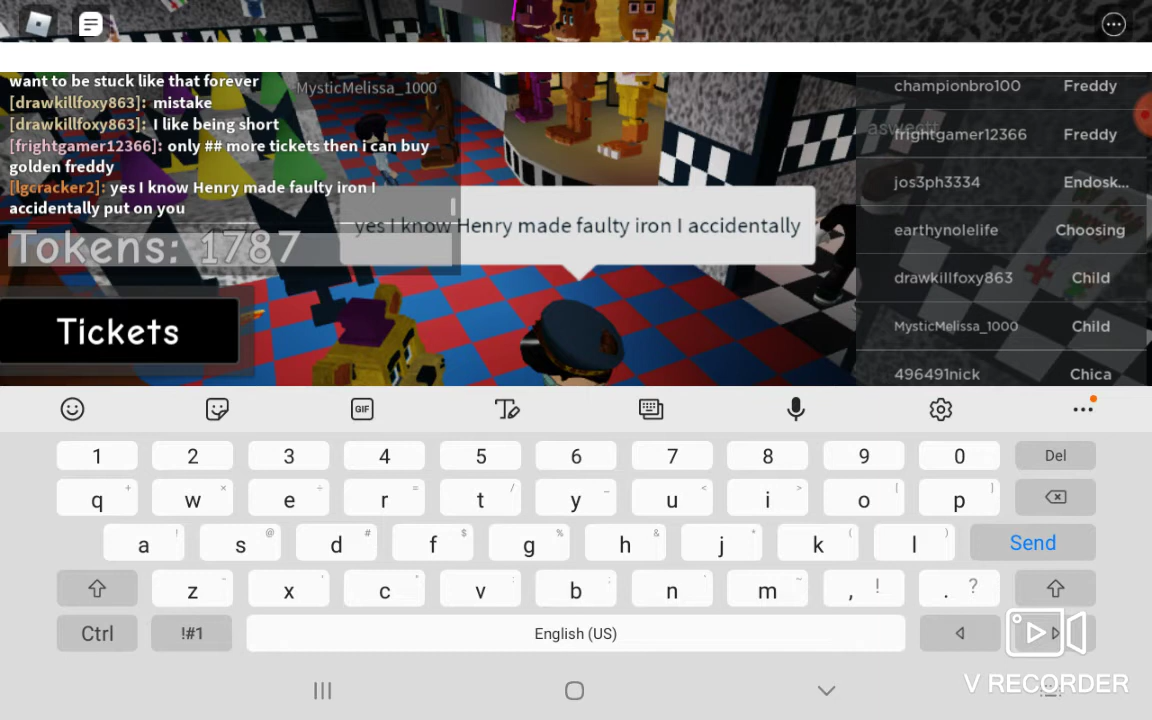 want to be stuck like that forever
[drawkillfoxy863]: mistake
[drawkillfoxy863]: I like being short
[frightgamer12366]: only ## more tickets then i can buy
golden freddy
[lgcracker2]: yes I know Henry made faulty iron I
accidentally put on you
MysticMelissa_1000
yes I know Henry made faulty iron I accidentally
Tokens: 1787
Tickets
championbro100 Freddy
frightgamer12366 Freddy
jos3ph3334 Endosk...
earthynolelife Choosing
drawkillfoxy863 Child
MysticMelissa_1000 Child
496491nick Chica
GIF
1 2 3 4 5 6 7 8 9 0 Del
q w e r t y u i o p
a s d f g h j k l Send
z x c v b n m , ! . ?
Ctrl !#1 English (US)
V RECORDER